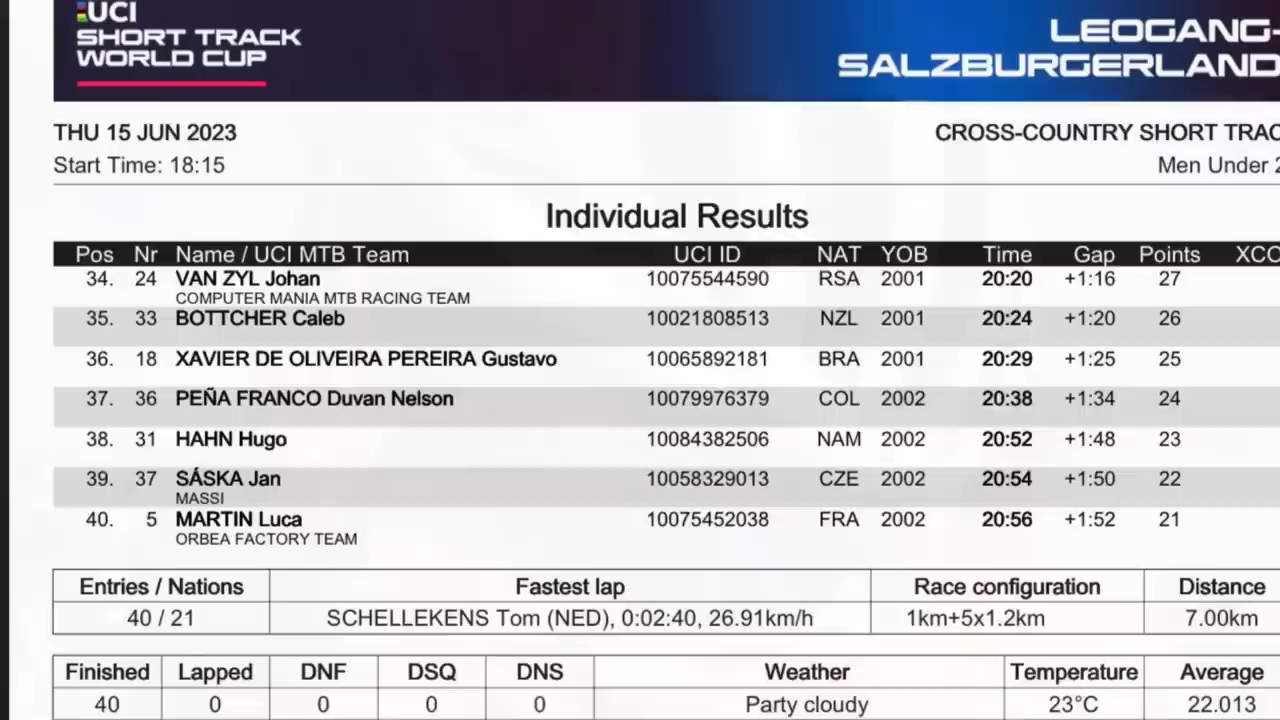 UCI
SHORT TRACK
WORLD CUP
LEOGANG-
SALZBURGERLAND
THU 15 JUN 2023
CROSS-COUNTRY SHORT TRAC
Start Time: 18:15
Men Under 2
Individual Results
Pos Nr Name / UCI MTB Team UCI ID NAT YOB Time Gap Points XCC
34. 24 VAN ZYL Johan 10075544590 RSA 2001 20:20 +1:16 27
COMPUTER MANIA MTB RACING TEAM
35. 33 BOTTCHER Caleb 10021808513 NZL 2001 20:24 +1:20 26
36. 18 XAVIER DE OLIVEIRA PEREIRA Gustavo 10065892181 BRA 2001 20:29 +1:25 25
37. 36 PEÑA FRANCO Duvan Nelson 10079976379 COL 2002 20:38 +1:34 24
38. 31 HAHN Hugo 10084382506 NAM 2002 20:52 +1:48 23
39. 37 SÁSKA Jan 10058329013 CZE 2002 20:54 +1:50 22
MASSI
40. 5 MARTIN Luca 10075452038 FRA 2002 20:56 +1:52 21
ORBEA FACTORY TEAM
Entries / Nations Fastest lap Race configuration Distance
40 / 21 SCHELLEKENS Tom (NED), 0:02:40, 26.91km/h 1km+5x1.2km 7.00km
Finished Lapped DNF DSQ DNS Weather Temperature Average
40 0 0 0 0 Party cloudy 23°C 22.013